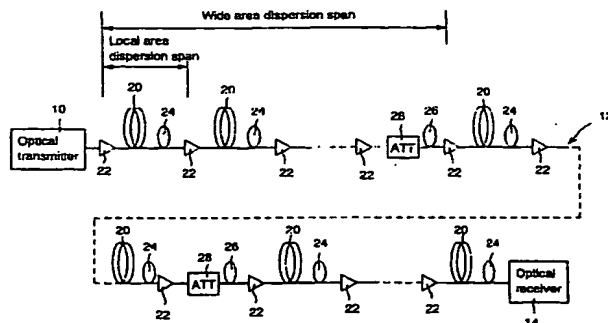 Wide area dispersion span
Local area
dispersion span
20 24 20 24 28 26 20 24
10
Optical
transmitter
ATT
12
22 22 22 22 22 22
20 24 28 26 20 24 20 24
ATT
Optical
receiver
22 22 22 22
14